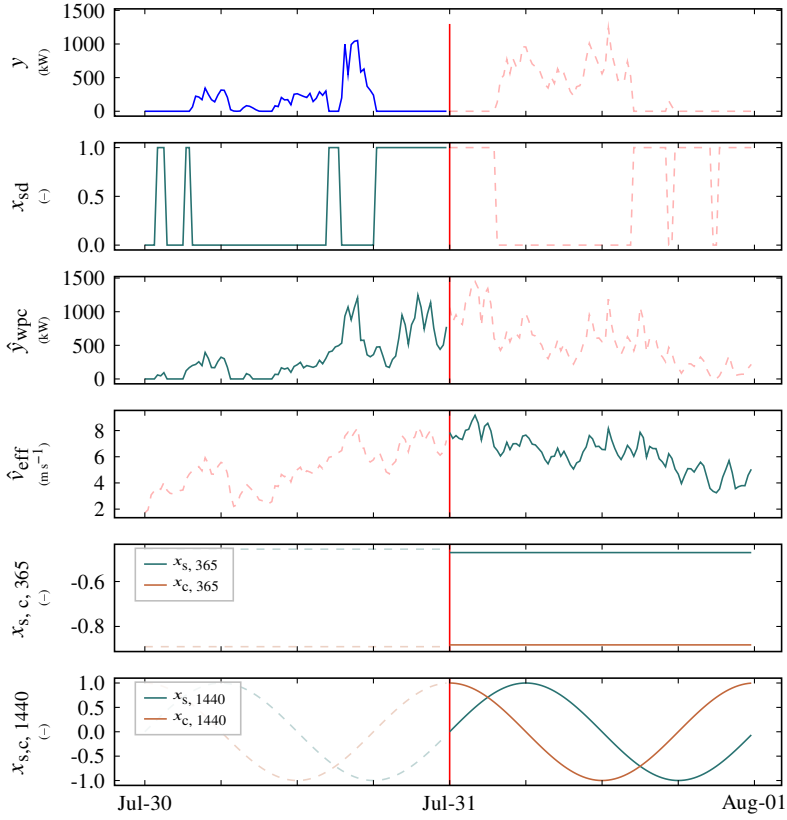 1500
1000
500
0
y
(kW)
1.0
0.5
0.0
x_sd
(–)
1500
1000
500
0
ŷ_wpc
(kW)
8
6
4
2
v̂_eff
(m s⁻¹)
-0.6
-0.8
x_s, c, 365
(–)
x_s, 365
x_c, 365
1.0
0.5
0.0
-0.5
-1.0
x_s,c, 1440
(–)
x_s, 1440
x_c, 1440
Jul-30 Jul-31 Aug-01